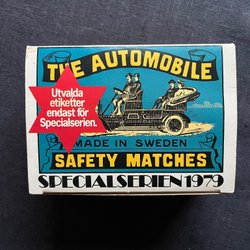 THE AUTOMOBILE
Utvalda
etiketter
endast för
Specialserien.
MADE IN SWEDEN
SAFETY MATCHES
SPECIALSERIEN 1979